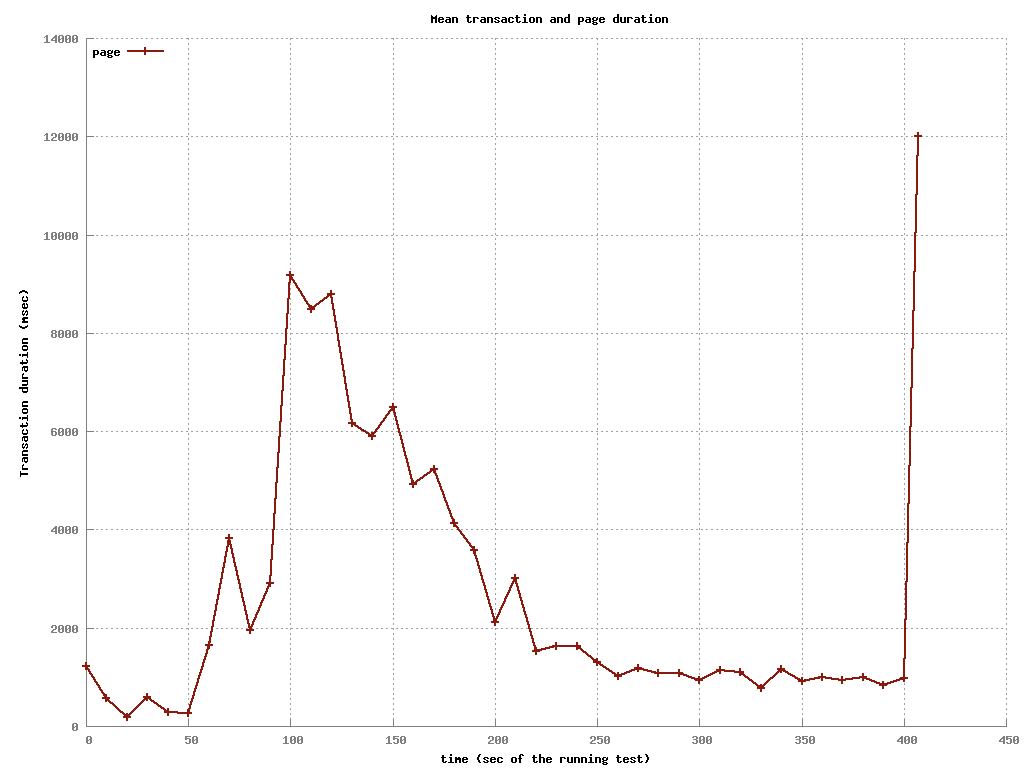 Mean transaction and page duration
page
14000
12000
10000
8000
6000
4000
2000
0
Transaction duration (msec)
0 50 100 150 200 250 300 350 400 450
time (sec of the running test)